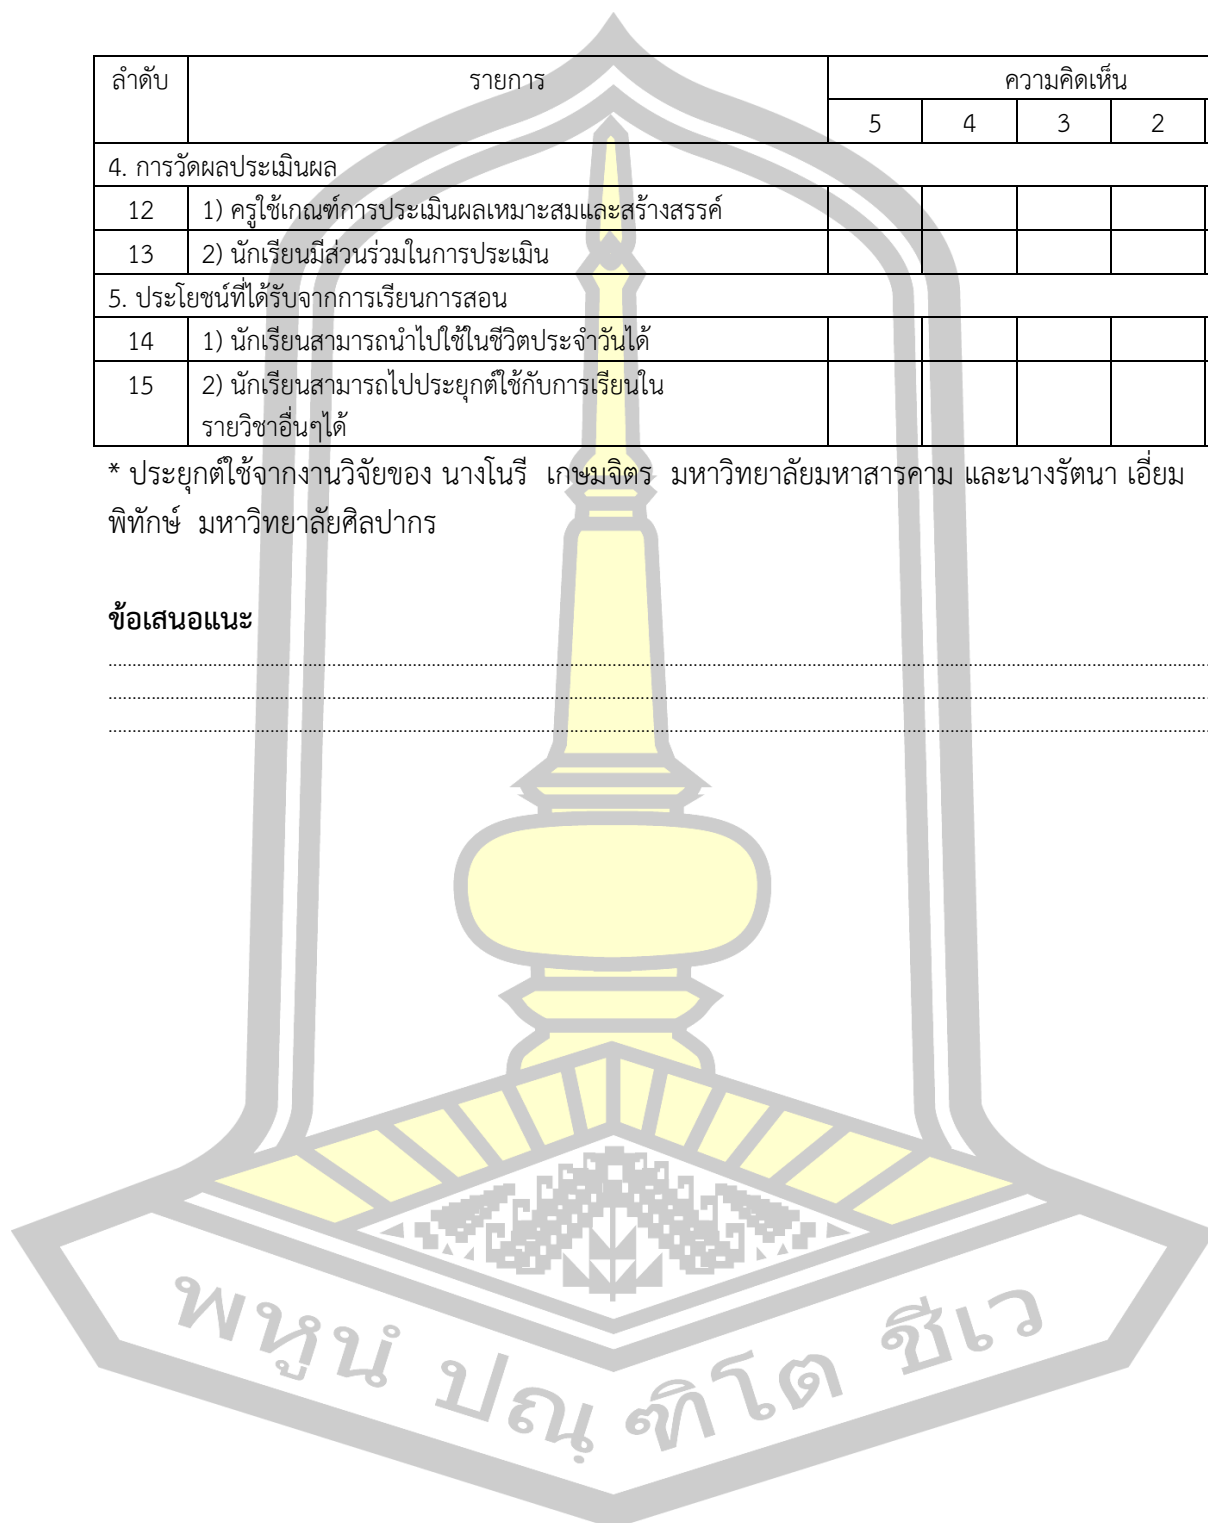 ลำดับ รายการ ความคิดเห็น
5 4 3 2
4. การวัดผลประเมินผล
12 1) ครูใช้เกณฑ์การประเมินผลเหมาะสมและสร้างสรรค์
13 2) นักเรียนมีส่วนร่วมในการประเมิน
5. ประโยชน์ที่ได้รับจากการเรียนการสอน
14 1) นักเรียนสามารถนำไปใช้ในชีวิตประจำวันได้
15 2) นักเรียนสามารถไปประยุกต์ใช้กับการเรียนใน
รายวิชาอื่นๆได้
* ประยุกต์ใช้จากงานวิจัยของ นางโนรี เกษมจิตร มหาวิทยาลัยมหาสารคาม และนางรัตนา เอี่ยม
พิทักษ์ มหาวิทยาลัยศิลปากร
ข้อเสนอแนะ
พหูนํ ปณฺฑิโต ชีเว